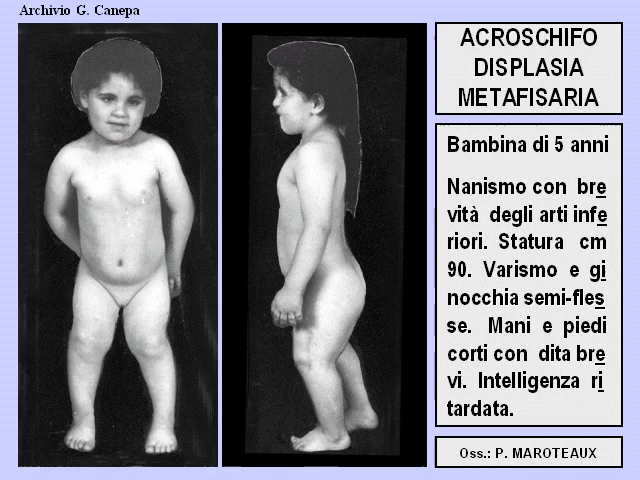 Archivio G. Canepa
ACROSCHIFO
DISPLASIA
METAFISARIA
Bambina di 5 anni
Nanismo con bre
vità degli arti infe
riori. Statura cm
90. Varismo e gi
nocchia semi-fles
se. Mani e piedi
corti con dita bre
vi. Intelligenza ri
tardata.
Oss.: P. MAROTEAUX